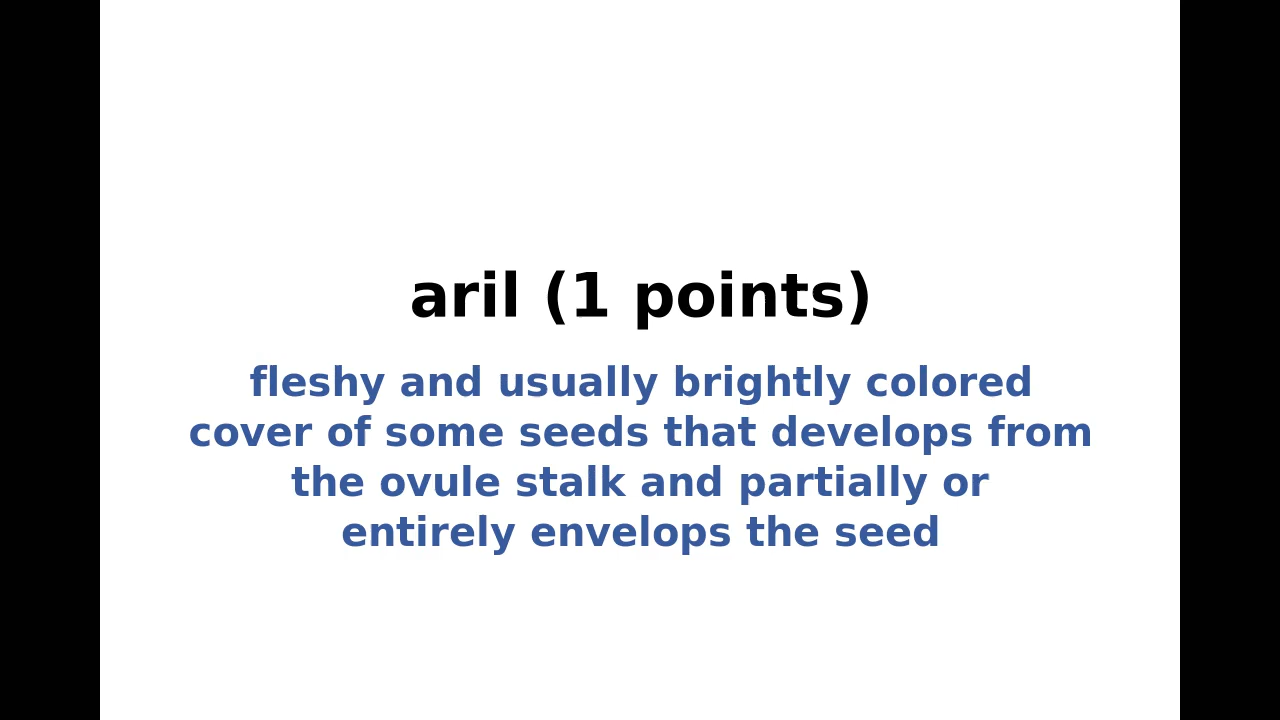 aril (1 points)
fleshy and usually brightly colored
cover of some seeds that develops from
the ovule stalk and partially or
entirely envelops the seed